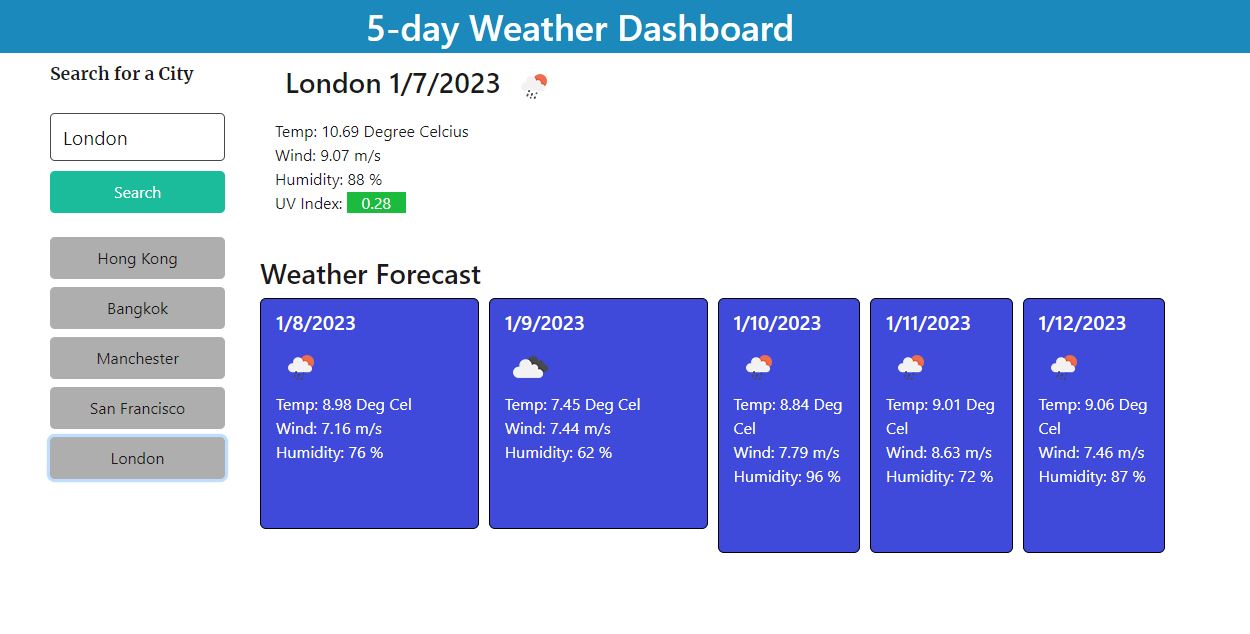 5-day Weather Dashboard
Search for a City
London
Search
Hong Kong
Bangkok
Manchester
San Francisco
London
London 1/7/2023
Temp: 10.69 Degree Celcius
Wind: 9.07 m/s
Humidity: 88 %
UV Index: 0.28
Weather Forecast
1/8/2023
Temp: 8.98 Deg Cel
Wind: 7.16 m/s
Humidity: 76 %
1/9/2023
Temp: 7.45 Deg Cel
Wind: 7.44 m/s
Humidity: 62 %
1/10/2023
Temp: 8.84 Deg
Cel
Wind: 7.79 m/s
Humidity: 96 %
1/11/2023
Temp: 9.01 Deg
Cel
Wind: 8.63 m/s
Humidity: 72 %
1/12/2023
Temp: 9.06 Deg
Cel
Wind: 7.46 m/s
Humidity: 87 %